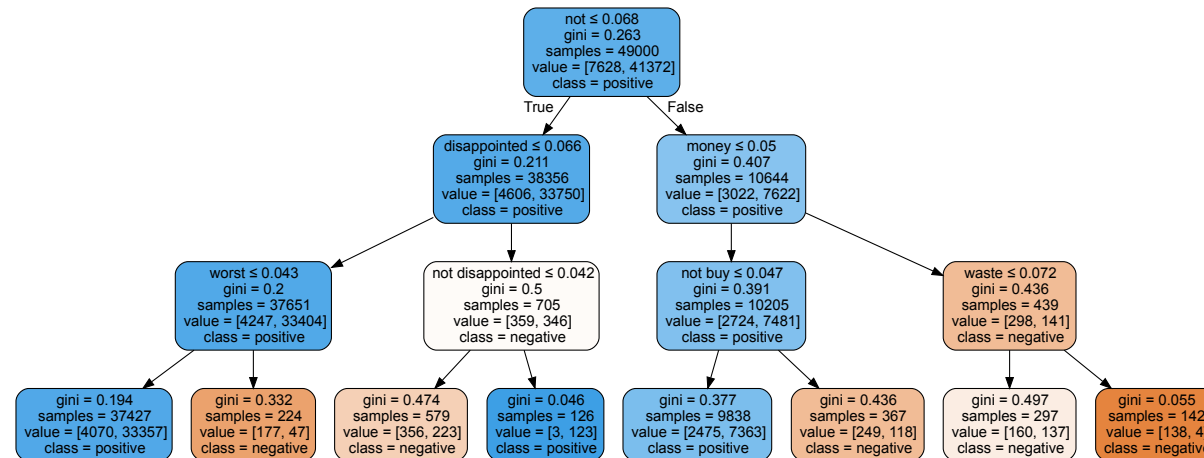 not ≤ 0.068
gini = 0.263
samples = 49000
value = [7628, 41372]
class = positive
True
False
disappointed ≤ 0.066
gini = 0.211
samples = 38356
value = [4606, 33750]
class = positive
money ≤ 0.05
gini = 0.407
samples = 10644
value = [3022, 7622]
class = positive
worst ≤ 0.043
gini = 0.2
samples = 37651
value = [4247, 33404]
class = positive
not disappointed ≤ 0.042
gini = 0.5
samples = 705
value = [359, 346]
class = negative
not buy ≤ 0.047
gini = 0.391
samples = 10205
value = [2724, 7481]
class = positive
waste ≤ 0.072
gini = 0.436
samples = 439
value = [298, 141]
class = negative
gini = 0.194
samples = 37427
value = [4070, 33357]
class = positive
gini = 0.332
samples = 224
value = [177, 47]
class = negative
gini = 0.474
samples = 579
value = [356, 223]
class = negative
gini = 0.046
samples = 126
value = [3, 123]
class = positive
gini = 0.377
samples = 9838
value = [2475, 7363]
class = positive
gini = 0.436
samples = 367
value = [249, 118]
class = negative
gini = 0.497
samples = 297
value = [160, 137]
class = negative
gini = 0.055
samples = 142
value = [138, 4
class = negative